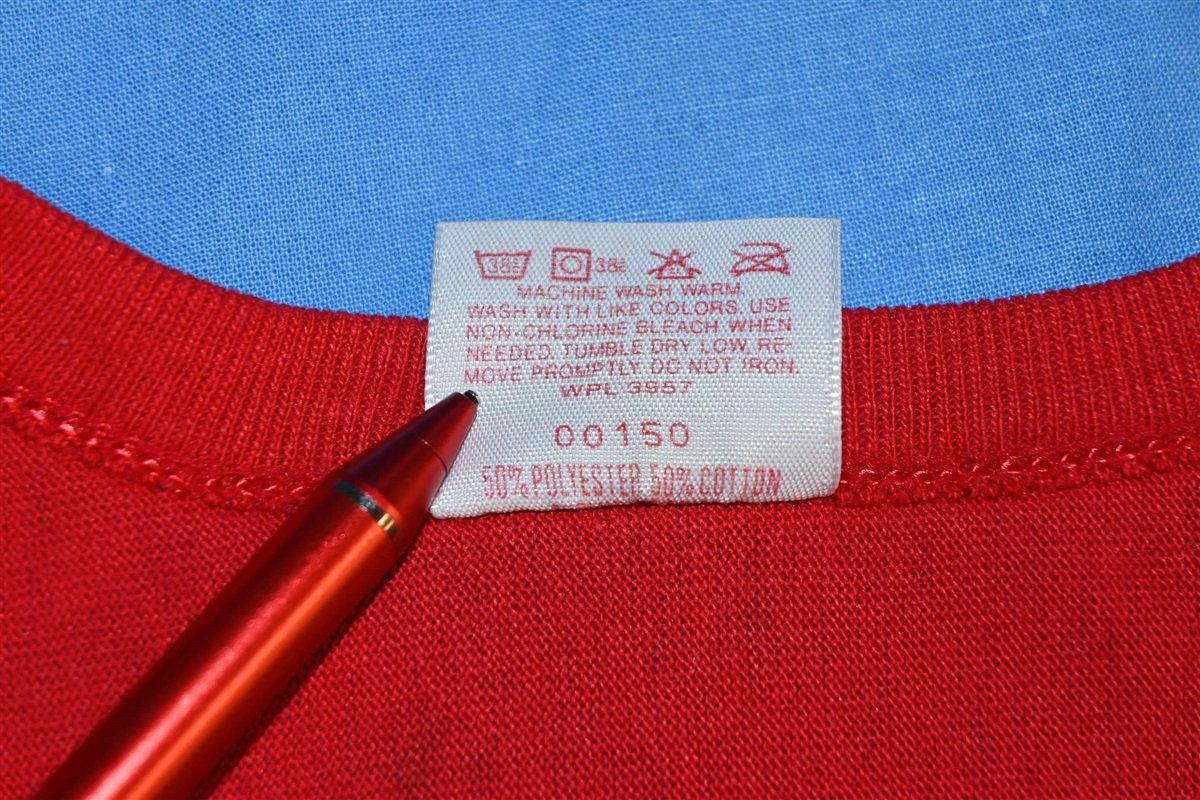 MACHINE WASH WARM
WASH WITH LIKE COLORS. USE
NON-CHLORINE BLEACH WHEN
NEEDED. TUMBLE DRY LOW. RE-
MOVE PROMPTLY. DO NOT IRON.
WPL 3957
00150
50% POLYESTER 50% COTTON